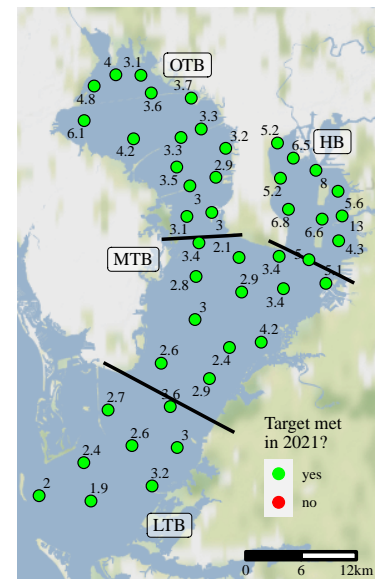 4 3.1 OTB
4.8 3.6 3.7
6.1 4.2 3.3 3.3 3.2
5.2 6.5 HB
3.5 2.9 5.2 8
3 5.6
3.1 3 6.8 6.6 13
MTB 3.4 2.1 3.4 5 4.3
2.8 2.9 3.4 5.1
3
4.2
2.6 2.4
2.9
2.7 3.6
Target met
in 2021?
2.6 3
yes
2.4
no
2 1.9 3.2
LTB
0 6 12km